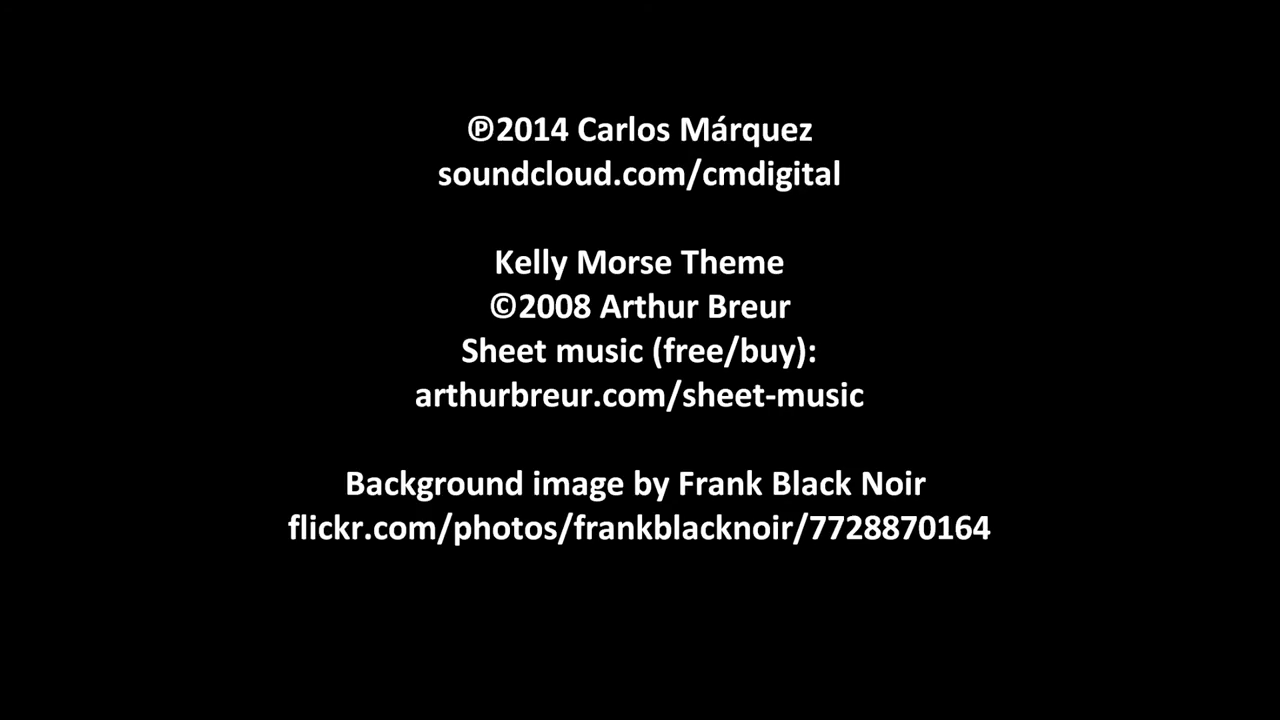 ℗2014 Carlos Márquez
soundcloud.com/cmdigital
Kelly Morse Theme
©2008 Arthur Breur
Sheet music (free/buy):
arthurbreur.com/sheet-music
Background image by Frank Black Noir
flickr.com/photos/frankblacknoir/7728870164